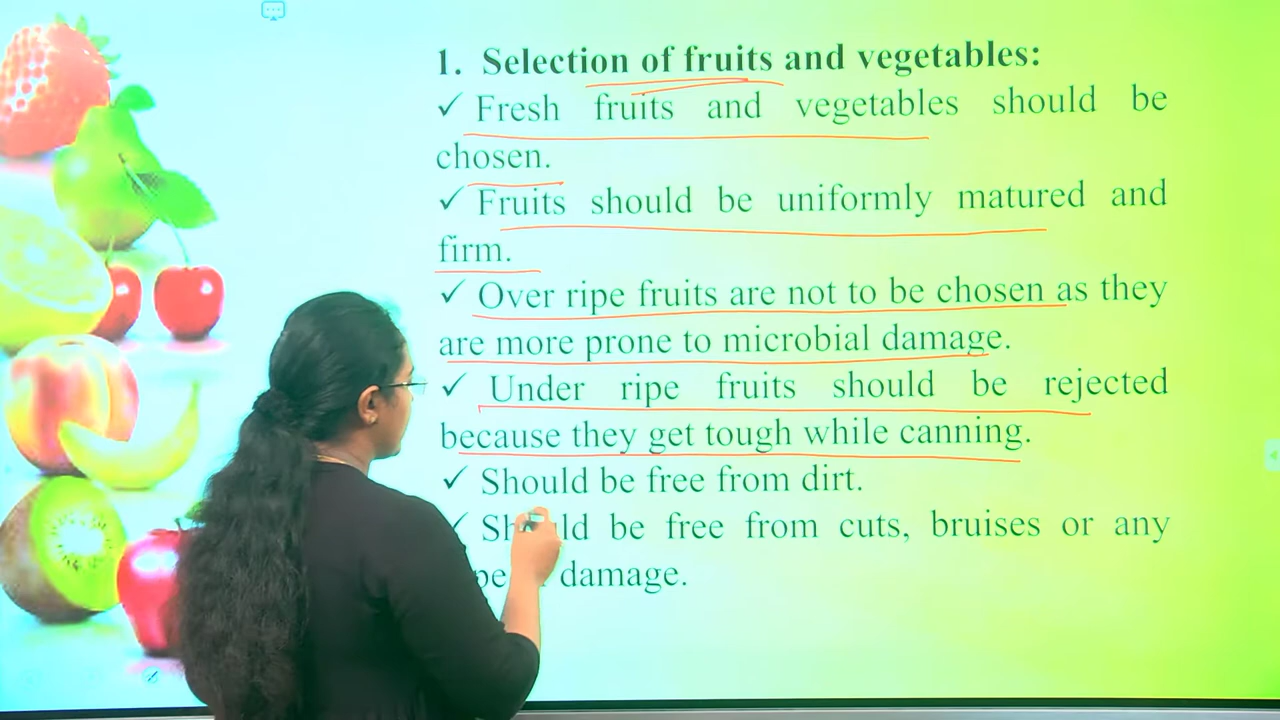 1. Selection of fruits and vegetables:
✓ Fresh fruits and vegetables should be
chosen.
✓ Fruits should be uniformly matured and
firm.
✓ Over ripe fruits are not to be chosen as they
are more prone to microbial damage.
✓ Under ripe fruits should be rejected
because they get tough while canning.
✓ Should be free from dirt.
✓ be free from cuts, bruises or any
damage.